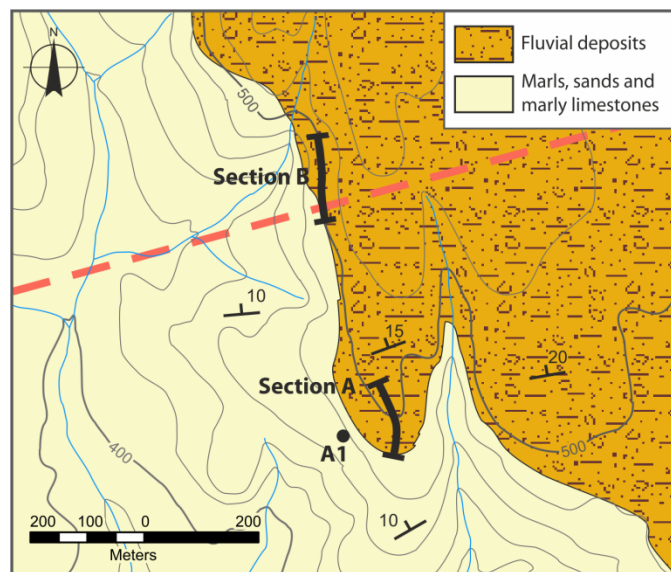 N
Fluvial deposits
Marls, sands and
marly limestones
500
Section B
10
15
20
Section A
A1
500
400
10
200 100 0 200
Meters